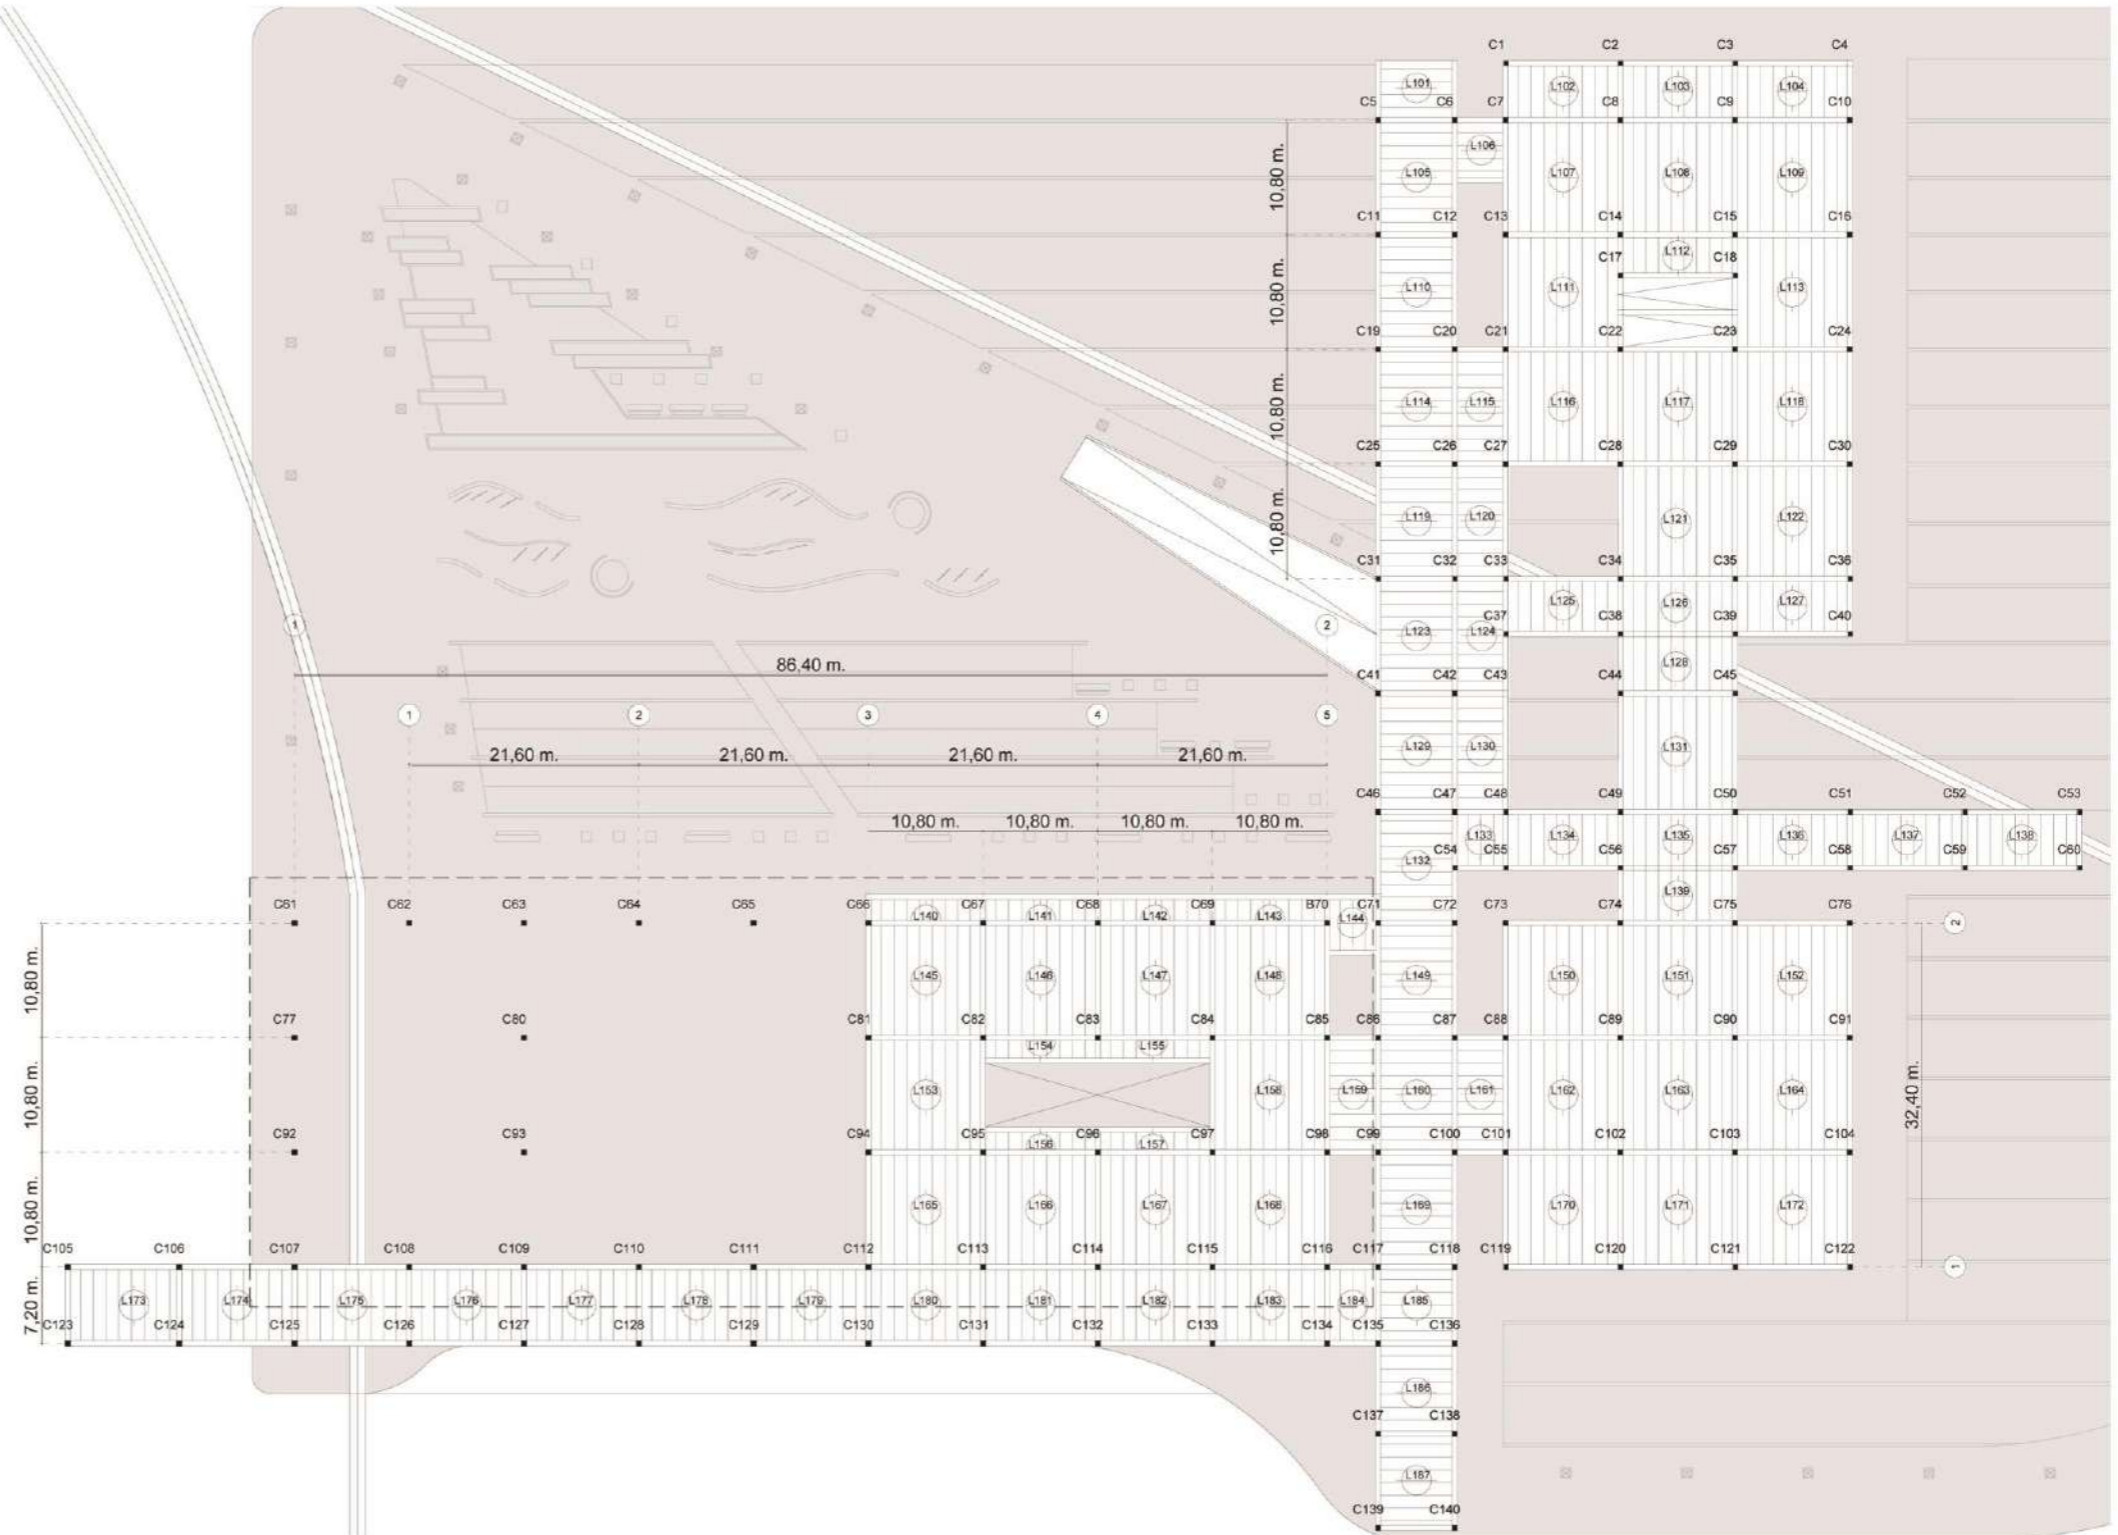 C1 C2 C3 C4
L101 L102 L103 L104
C5 C6 C7 C8 C9 C10
L106
10,80 m. L105 L107 L108 L109
C11 C12 C13 C14 C15 C16
L112
C17 C18
10,80 m. L110 L111 L113
C19 C20 C21 C22 C23 C24
10,80 m. L114 L115 L116 L117 L118
C25 C26 C27 C28 C29 C30
10,80 m. L119 L120 L121 L122
C31 C32 C33 C34 C35 C36
L125 L126 L127
C37 C38 C39 C40
1 2 L123 L124
86,40 m. L128
C41 C42 C43 C44 C45
1 2 3 4 5
21,60 m. 21,60 m. 21,60 m. 21,60 m. L129 L130 L131
C46 C47 C48 C49 C50 C51 C52 C53
10,80 m. 10,80 m. 10,80 m. 10,80 m.
L133 L134 L135 L136 L137 L138
C54 C55 C56 C57 C58 C59 C60
L132
L139
C61 C62 C63 C64 C65 C66 C67 C68 C69 B70 C71 C72 C73 C74 C75 C76
L140 L141 L142 L143 L144
2
10,80 m. L145 L146 L147 L148 L149 L150 L151 L152
C77 C80 C81 C82 C83 C84 C85 C86 C87 C88 C89 C90 C91
L154 L155
10,80 m. L153 L158 L159 L160 L161 L162 L163 L164 32,40 m.
C92 C93 C94 C95 C96 C97 C98 C99 C100 C101 C102 C103 C104
L156 L157
10,80 m. L165 L166 L167 L168 L169 L170 L171 L172
C105 C106 C107 C108 C109 C110 C111 C112 C113 C114 C115 C116 C117 C118 C119 C120 C121 C122
1
7,20 m. L173 L174 L175 L176 L177 L178 L179 L180 L181 L182 L183 L184 L185
C123 C124 C125 C126 C127 C128 C129 C130 C131 C132 C133 C134 C135 C136
L186
C137 C138
L187
C139 C140